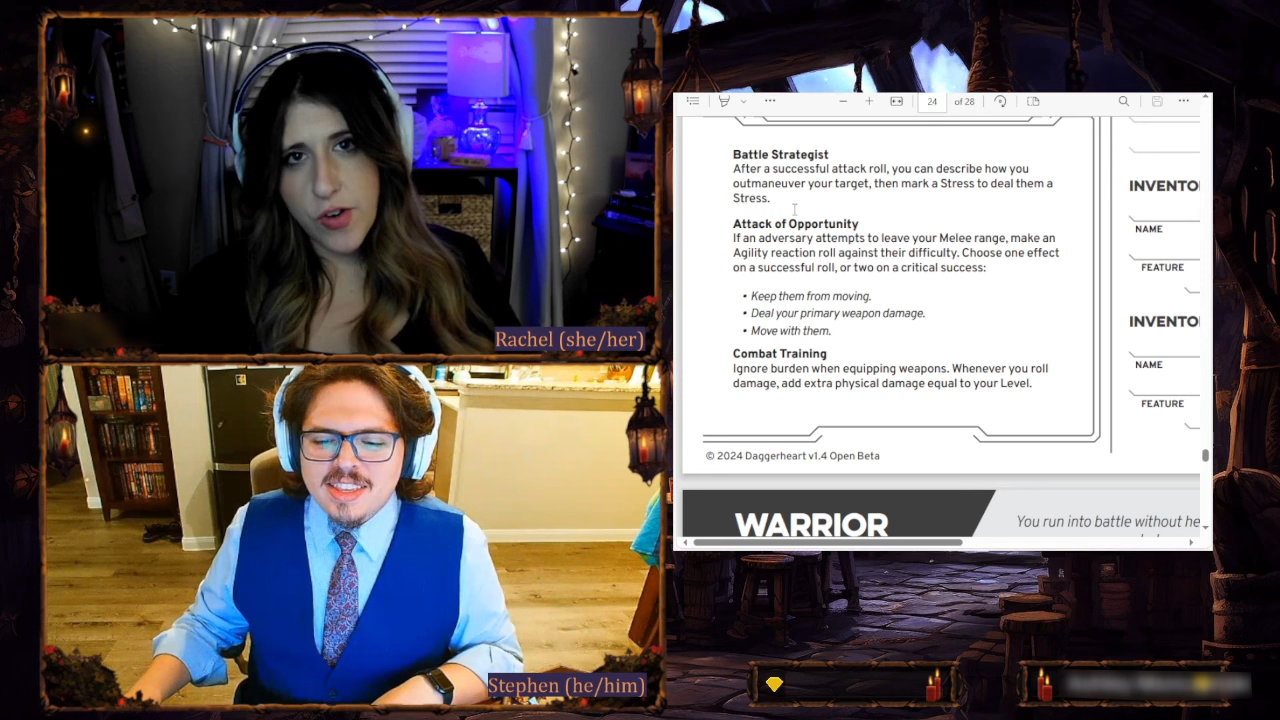 Rachel (she/her)
Stephen (he/him)
24 of 28
Battle Strategist
After a successful attack roll, you can describe how you
outmaneuver your target, then mark a Stress to deal them a
Stress.
Attack of Opportunity
If an adversary attempts to leave your Melee range, make an
Agility reaction roll against their difficulty. Choose one effect
on a successful roll, or two on a critical success:
• Keep them from moving.
• Deal your primary weapon damage.
• Move with them.
Combat Training
Ignore burden when equipping weapons. Whenever you roll
damage, add extra physical damage equal to your Level.
© 2024 Daggerheart v1.4 Open Beta
INVENTO
NAME
FEATURE
INVENTO
NAME
FEATURE
WARRIOR
You run into battle without he